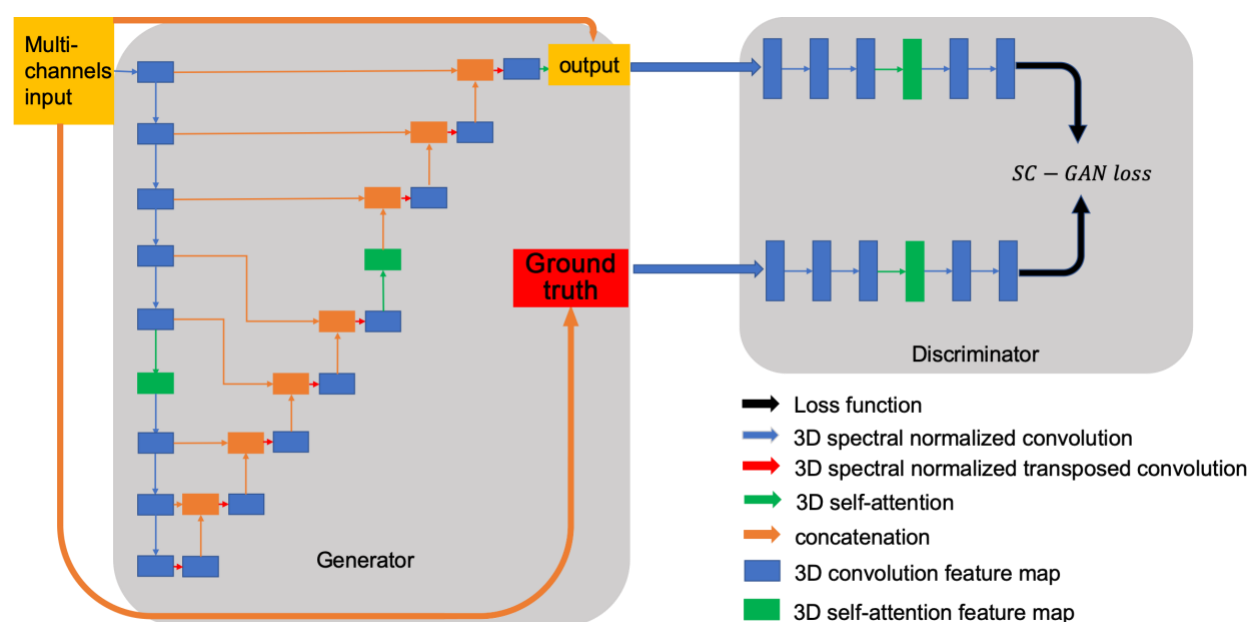 Multi-
channels
input
output
Ground
truth
Generator
SC − GAN loss
Discriminator
Loss function
3D spectral normalized convolution
3D spectral normalized transposed convolution
3D self-attention
concatenation
3D convolution feature map
3D self-attention feature map